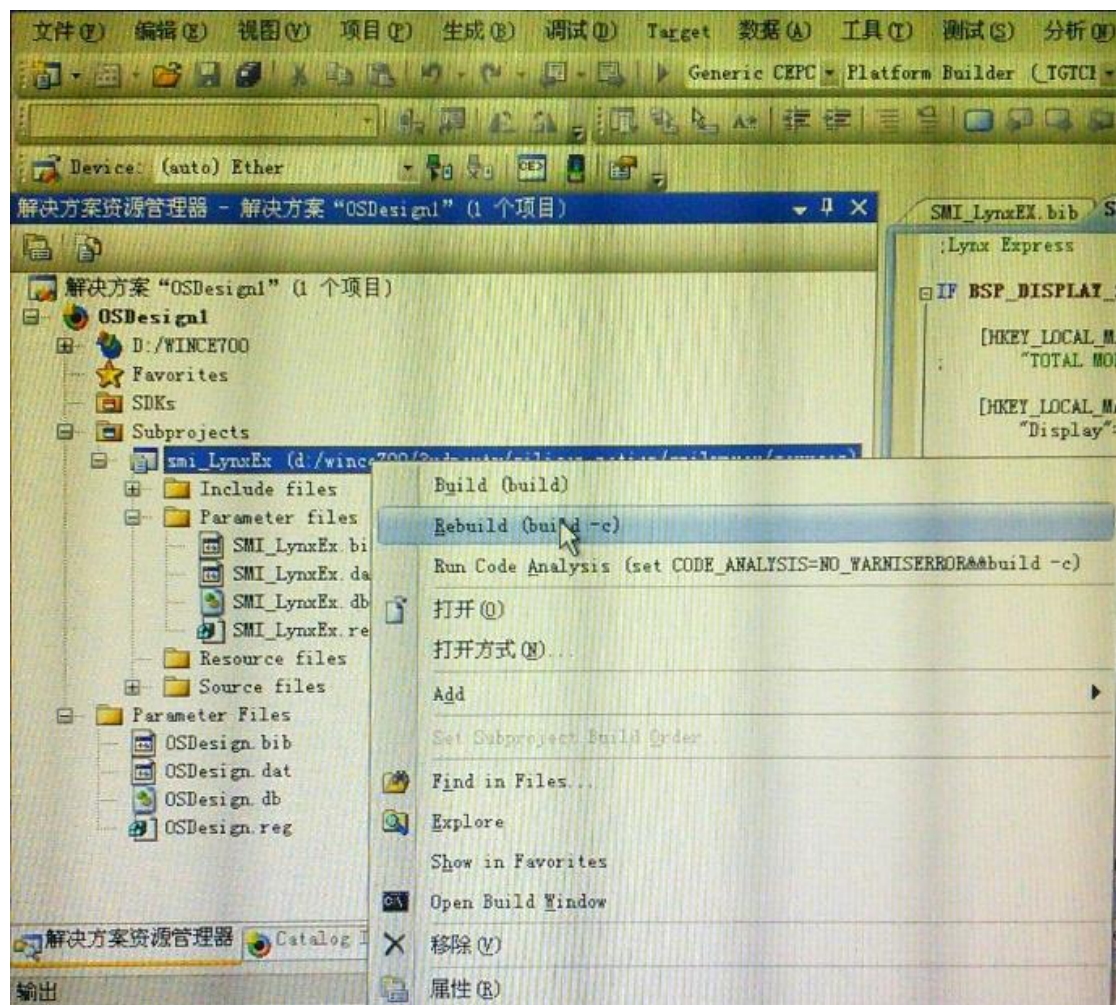 文件(F) 编辑(E) 视图(V) 项目(P) 生成(B) 调试(D) Target 数据(A) 工具(T) 测试(S) 分析(N)
Generic CEPC Platform Builder (_TGTCP
Device: (auto) Ether
解决方案资源管理器 - 解决方案“OSDesign1”(1 个项目)
SMI_LynxEX.bib S
;Lynx Express
解决方案“OSDesign1”(1 个项目)
IF BSP_DISPLAY_
OSDesign1
D:/WINCE700
[HKEY_LOCAL_MA
Favorites
; "TOTAL MO
SDKs
[HKEY_LOCAL_MA
Subprojects
"Display"=
smi_LynxEx (d:/wince700/
Build (build)
Include files
Parameter files
Rebuild (build -c)
SMI_LynxEx.bi
Run Code Analysis (set CODE_ANALYSIS=NO_WARNISERROR&&build -c)
SMI_LynxEx.da
SMI_LynxEx.db
打开(O)
SMI_LynxEx.re
打开方式(N)...
Resource files
Source files
Add
Parameter Files
Set Subproject Build Order...
OSDesign.bib
OSDesign.dat
Find in Files...
OSDesign.db
Explore
OSDesign.reg
Show in Favorites
Open Build Window
解决方案资源管理器 Catalog I
移除(V)
输出
属性(R)